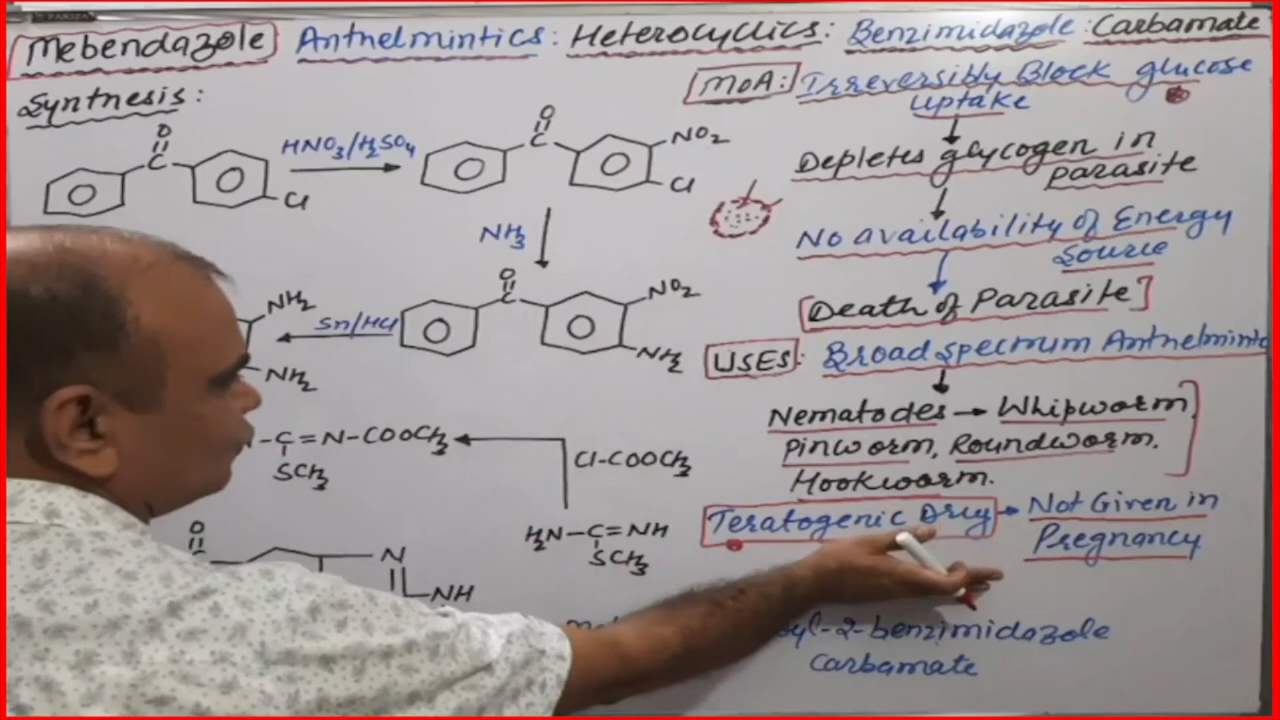 Mebendazole Antnelmintics: Heterocyclics: Benzimidazole: Carbamate
Synthesis:
O
C
Cl
HNO3/H2SO4
O
C
NO2
Cl
NH3
O
C
NO2
NH2
Sn/HCl
NH2
NH2
-C=N-COOCH3
SCH3
Cl-COOCH3
H2N-C=NH
SCH3
O
C
N
NH
MOA: Irreversibly Block glucose
uptake
Depletes glycogen in
parasite
No availability of Energy
Source
[Death of Parasite]
USES: Broad spectrum Antnelminto
Nematodes → Whipworm
Pinworm, Roundworm.
Hookworm.
Teratogenic Drug → Not Given in
Pregnancy
yl-2-benzimidazole
carbamate